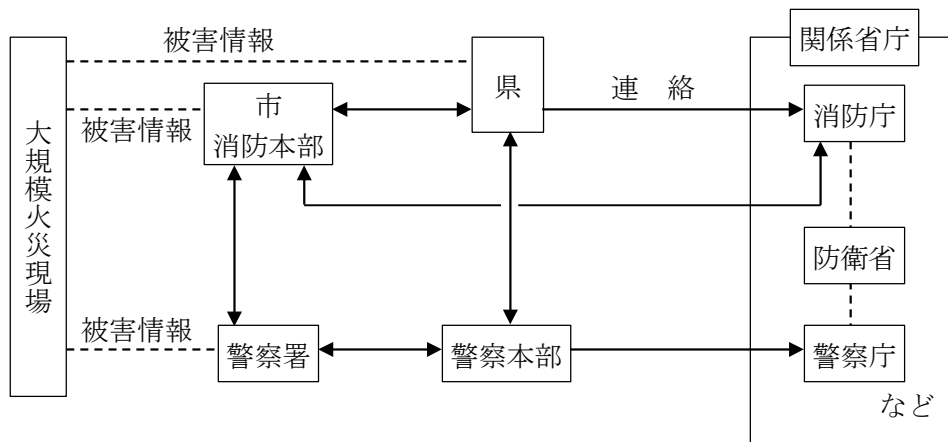 関係省庁
被害情報
県
連　絡
消防庁
市
消防本部
被害情報
大規模火災現場
防衛省
被害情報
警察署
警察本部
警察庁
など